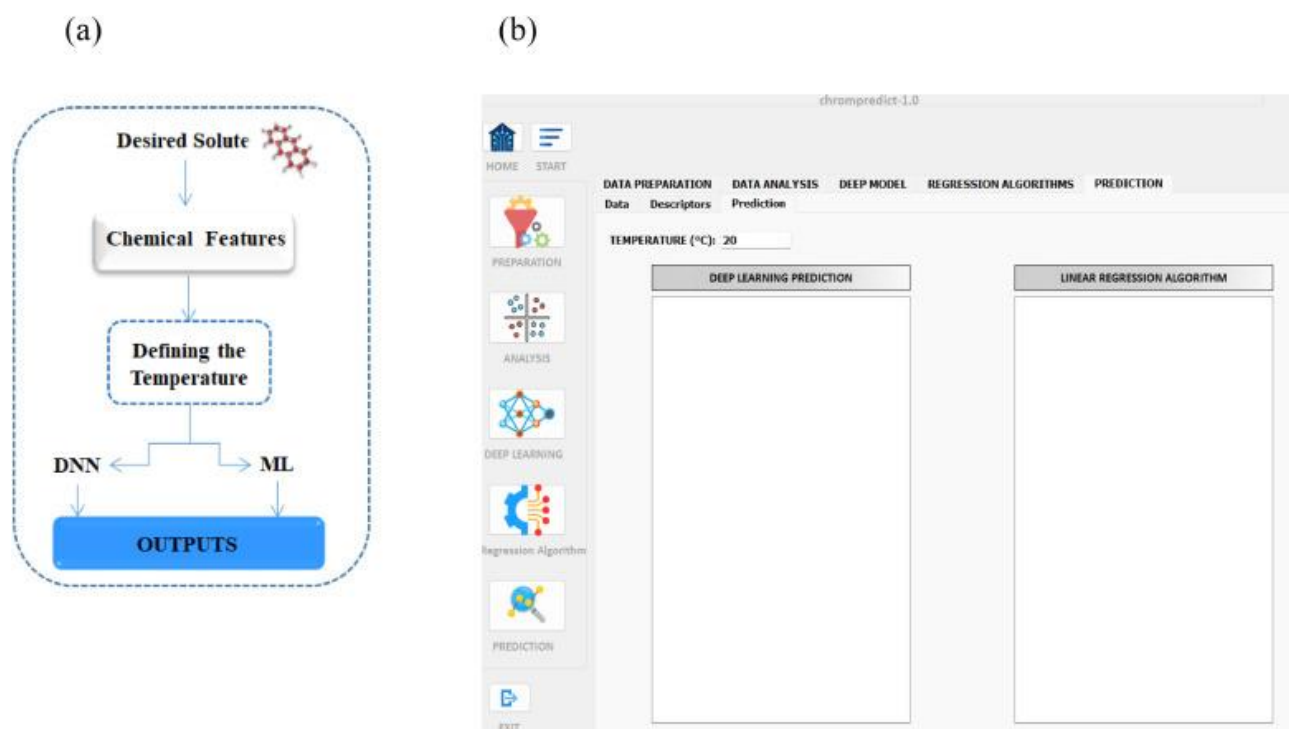 (a)
Desired Solute
Chemical Features
Defining the
Temperature
DNN
ML
OUTPUTS
(b)
chrompredict-1.0
HOME START
DATA PREPARATION DATA ANALYSIS DEEP MODEL REGRESSION ALGORITHMS PREDICTION
Data Descriptors Prediction
TEMPERATURE (°C): 20
DEEP LEARNING PREDICTION
LINEAR REGRESSION ALGORITHM
PREPARATION
ANALYSIS
DEEP LEARNING
Regression Algorithm
PREDICTION
EXIT